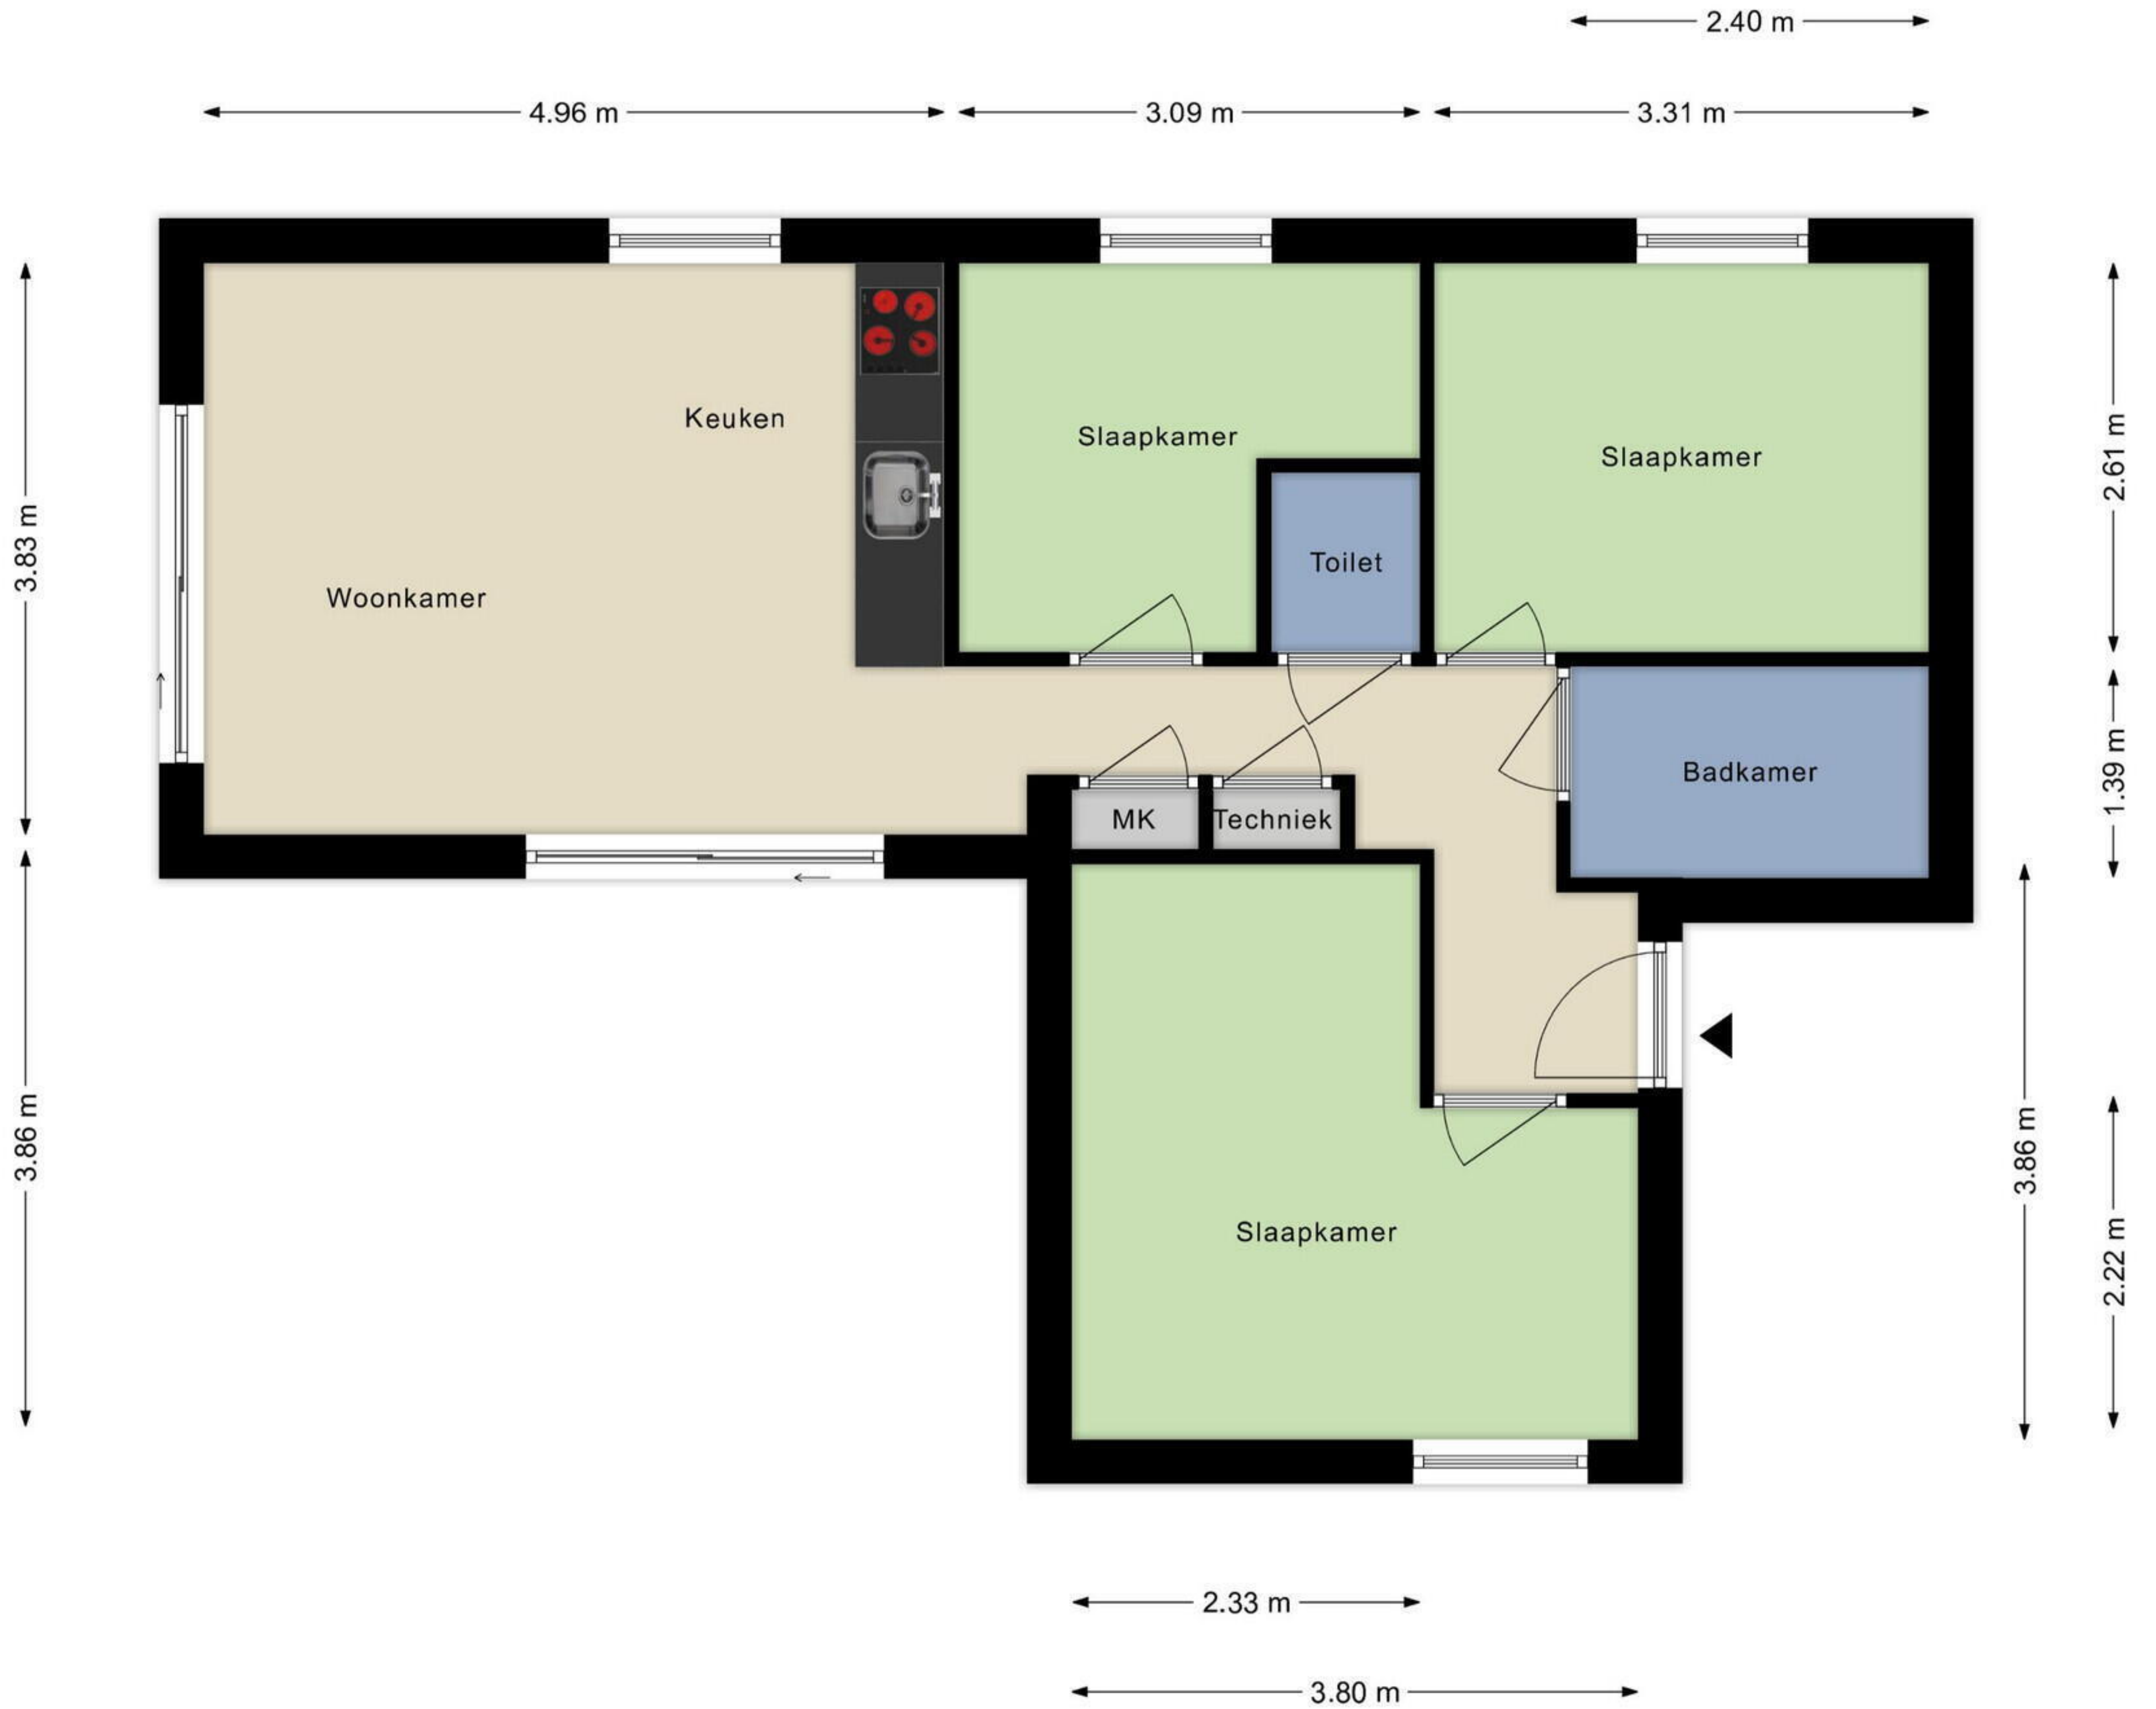 2.40 m
4.96 m
3.09 m
3.31 m
Keuken
Slaapkamer
Slaapkamer
2.61 m
3.83 m
Toilet
Woonkamer
Badkamer
1.39 m
MK
Techniek
3.86 m
3.86 m
Slaapkamer
2.22 m
2.33 m
3.80 m